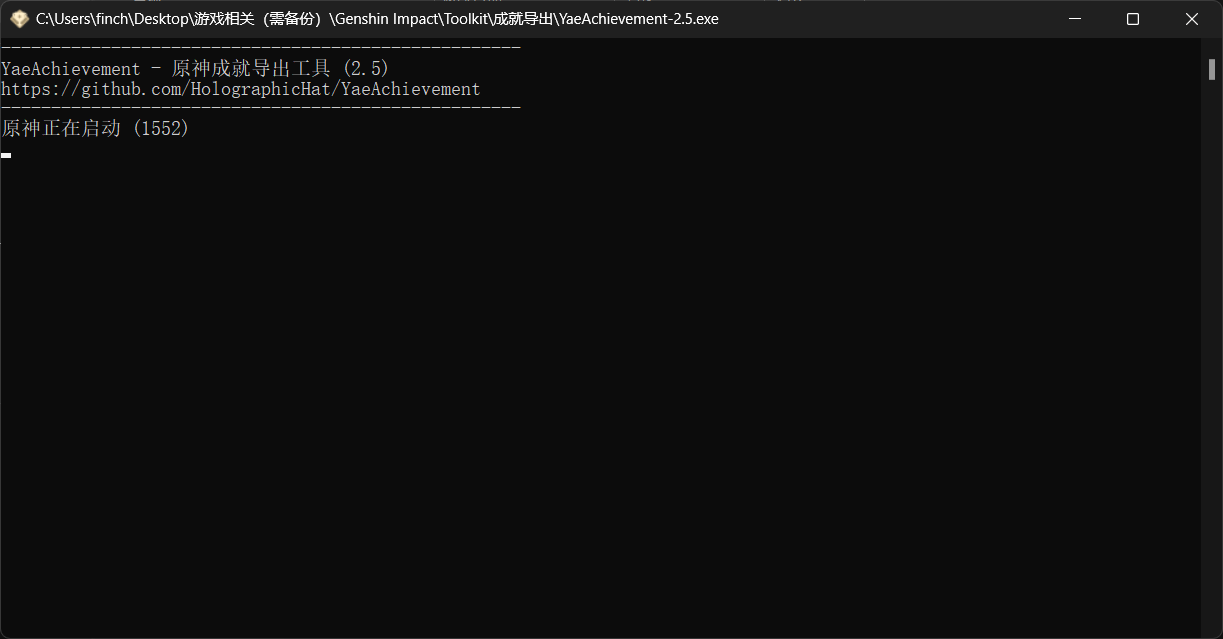 C:\Users\finch\Desktop\游戏相关（需备份）\Genshin Impact\Toolkit\成就导出\YaeAchievement-2.5.exe
----------------------------------------------------
YaeAchievement - 原神成就导出工具 (2.5)
https://github.com/HolographicHat/YaeAchievement
----------------------------------------------------
原神正在启动 (1552)